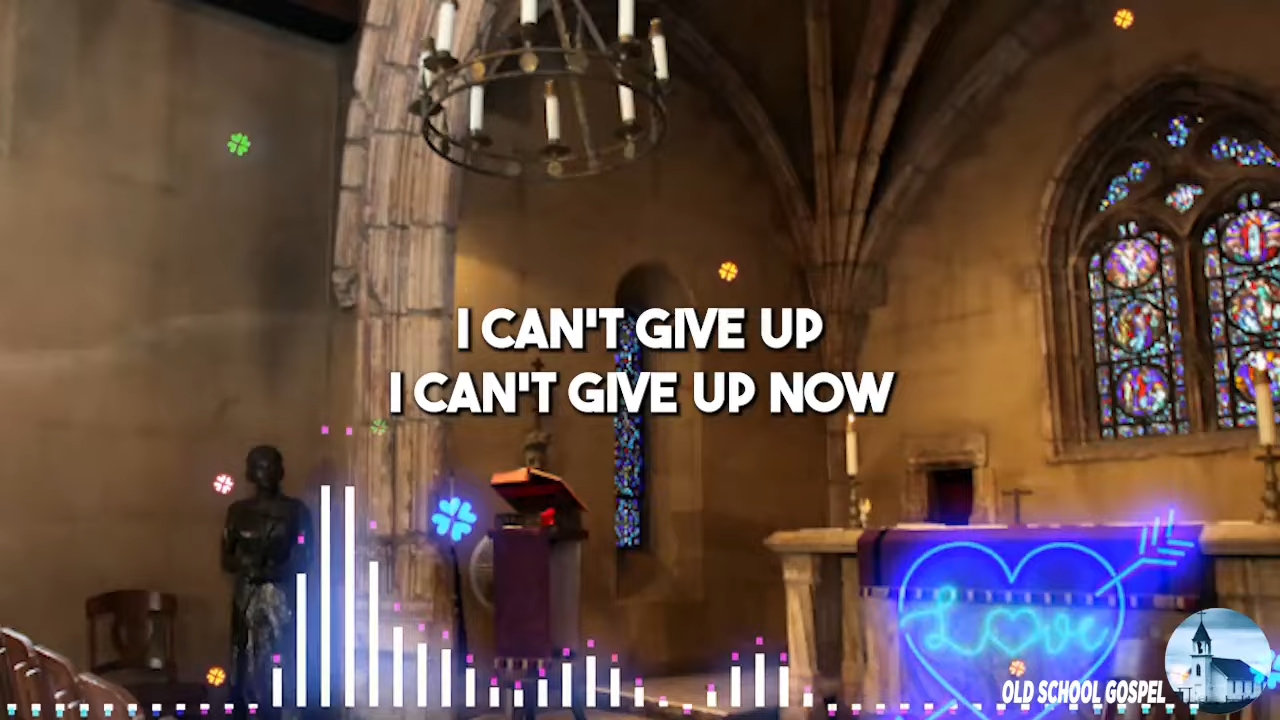 I CAN'T GIVE UP
I CAN'T GIVE UP NOW
Love
OLD SCHOOL GOSPEL